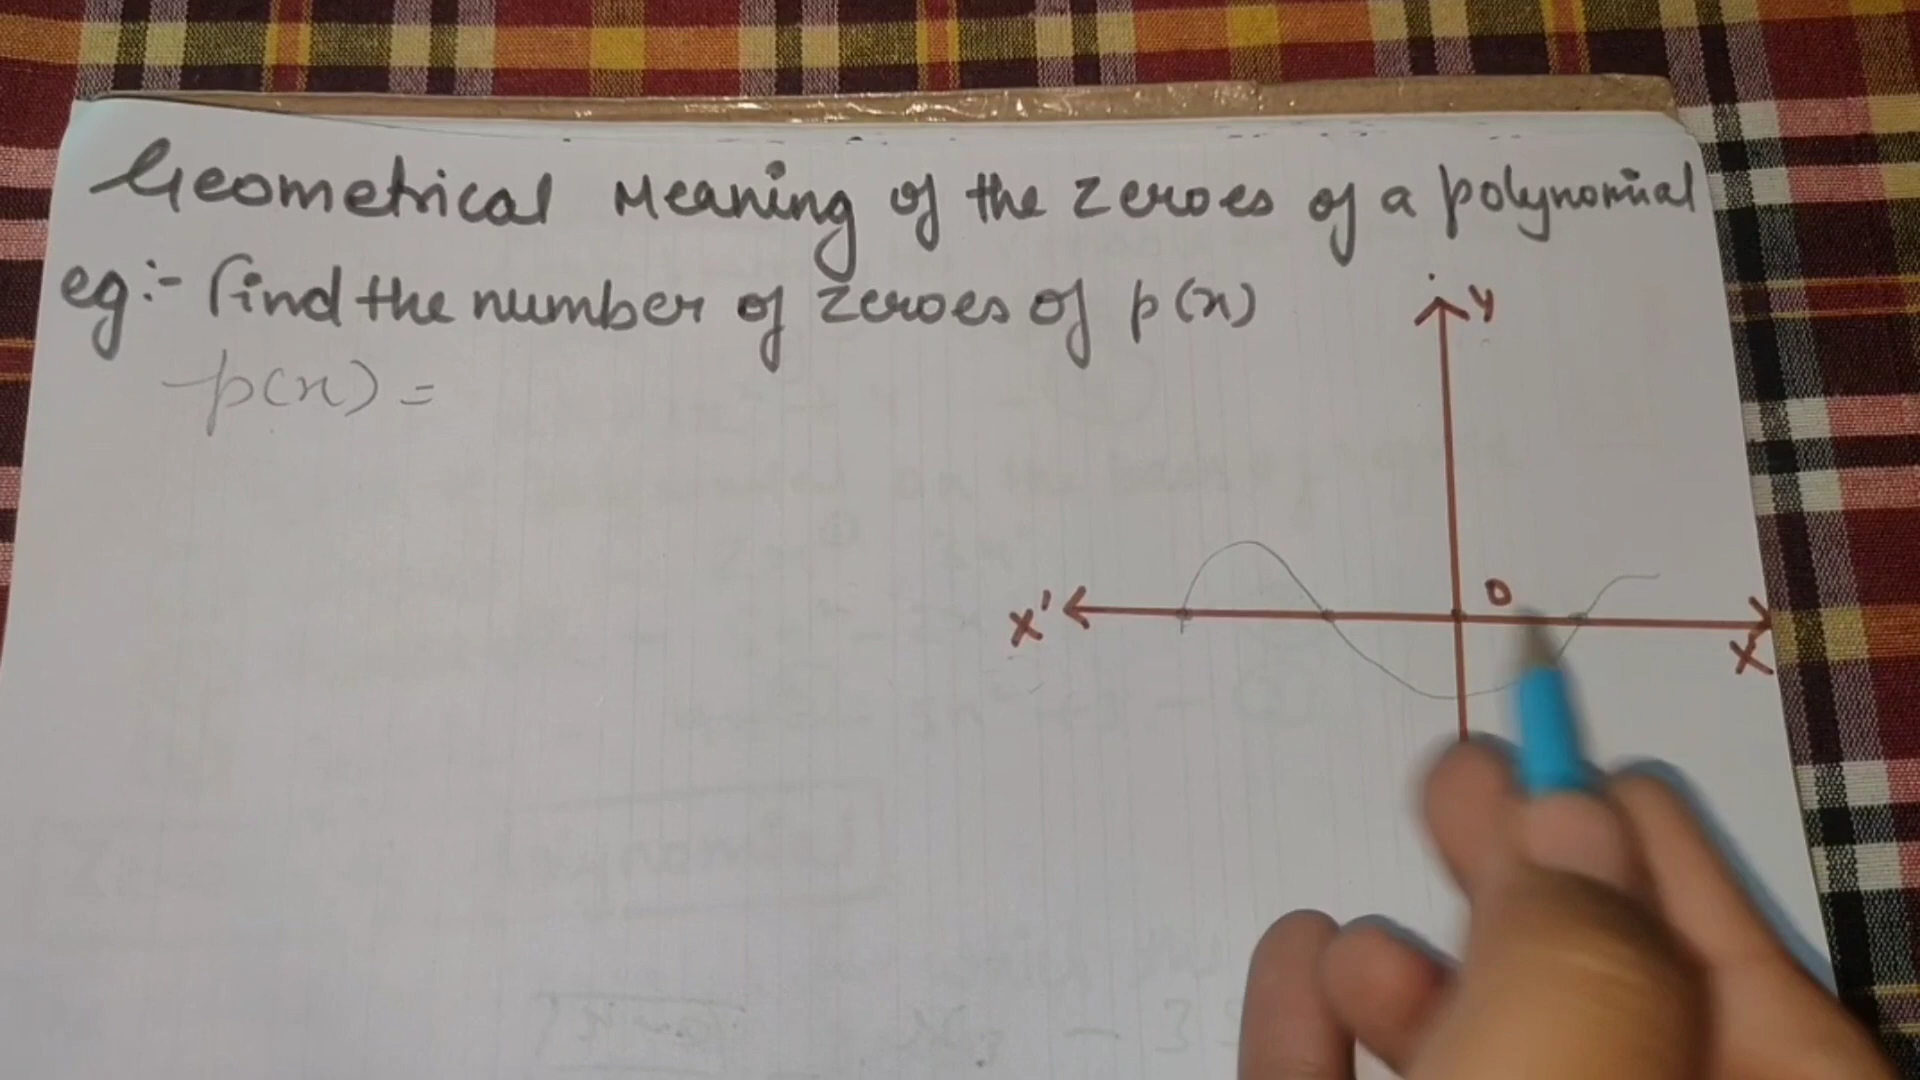 Geometrical Meaning of the zeroes of a polynomial
eg:- Find the number of zeroes of p(x)
p(x) =
Y
X' O X